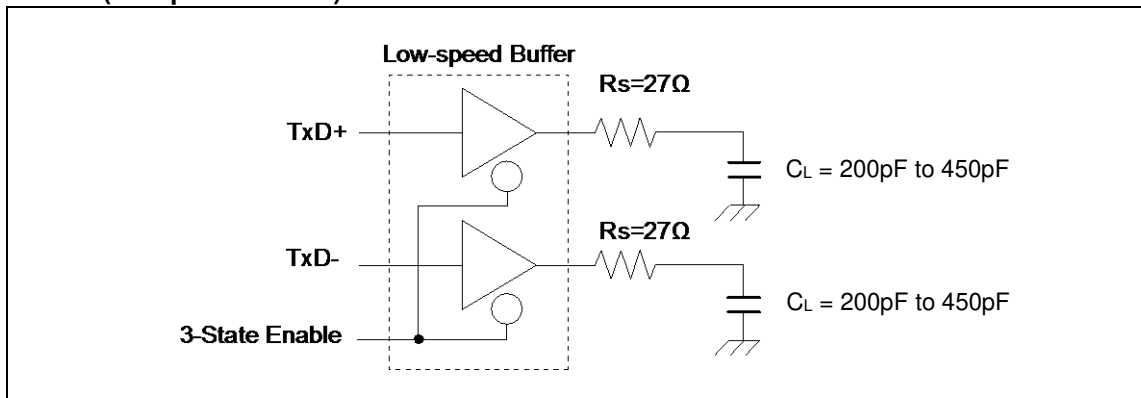 Low-speed Buffer
Rs=27Ω
TxD+
CL = 200pF to 450pF
Rs=27Ω
TxD-
CL = 200pF to 450pF
3-State Enable